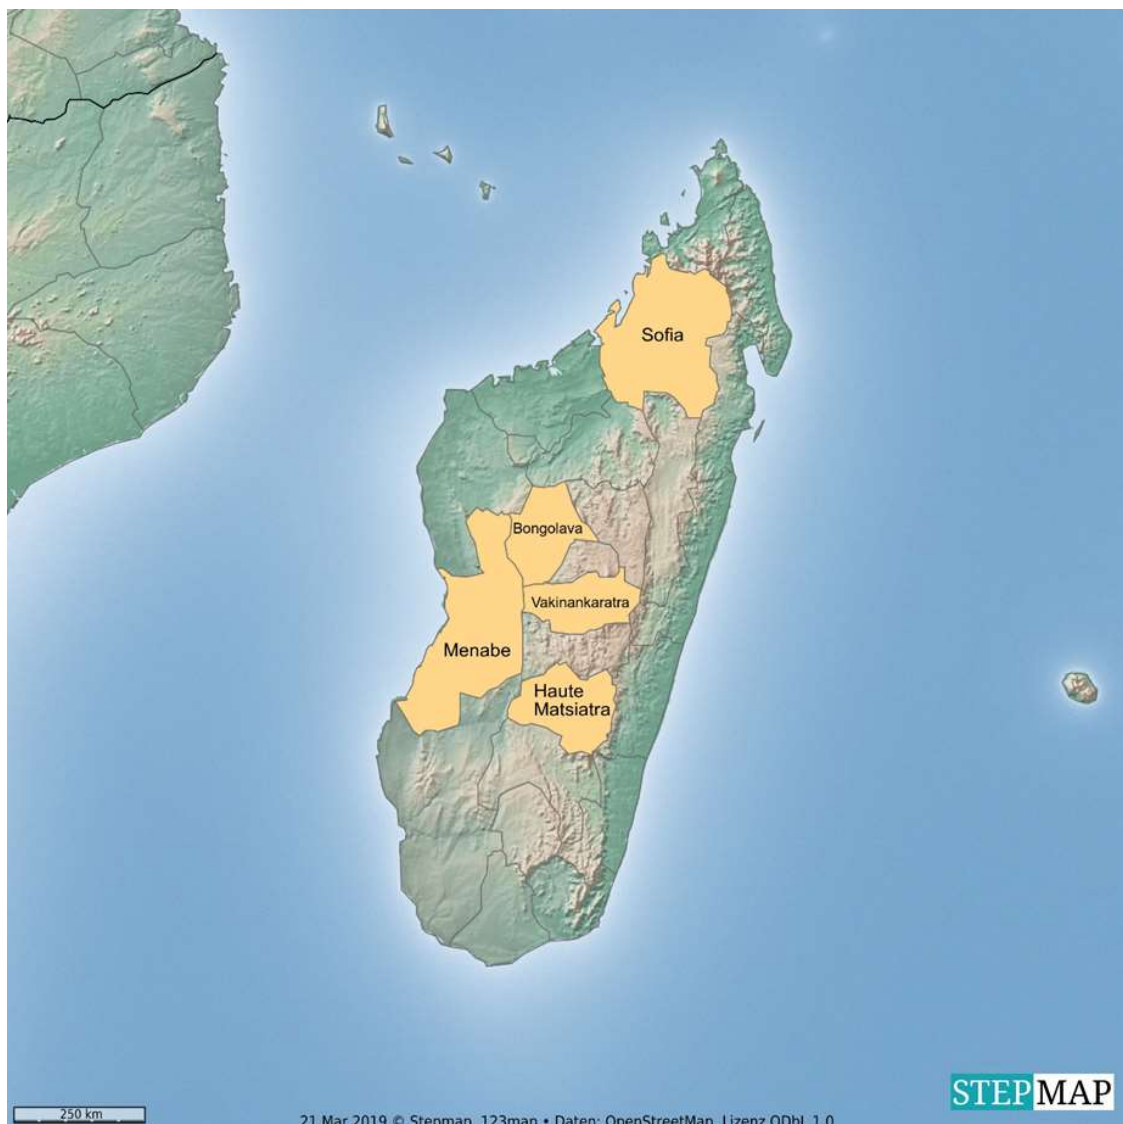 Sofia
Bongolava
Vakinankaratra
Menabe
Haute
Matsiatra
STEPMAP
250 km
21 Mar 2019 © Stepmap, 123map • Daten: OpenStreetMap, Lizenz ODbL 1.0